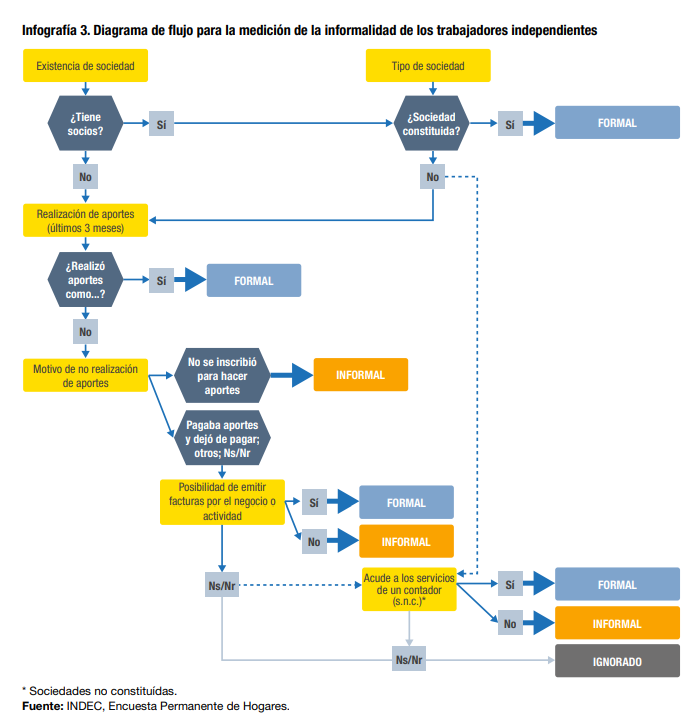 Infografía 3. Diagrama de flujo para la medición de la informalidad de los trabajadores independientes
Existencia de sociedad
Tipo de sociedad
¿Tiene
socios?
Sí
¿Sociedad
constituida?
Sí
FORMAL
No
No
Realización de aportes
(últimos 3 meses)
¿Realizó
aportes
como...?
Sí
FORMAL
No
Motivo de no realización
de aportes
No se inscribió
para hacer
aportes
INFORMAL
Pagaba aportes
y dejó de pagar;
otros; Ns/Nr
Posibilidad de emitir
facturas por el negocio o
actividad
Sí
FORMAL
No
INFORMAL
Ns/Nr
Acude a los servicios
de un contador
(s.n.c.)*
Sí
FORMAL
No
INFORMAL
Ns/Nr
IGNORADO
* Sociedades no constituídas.
Fuente: INDEC, Encuesta Permanente de Hogares.